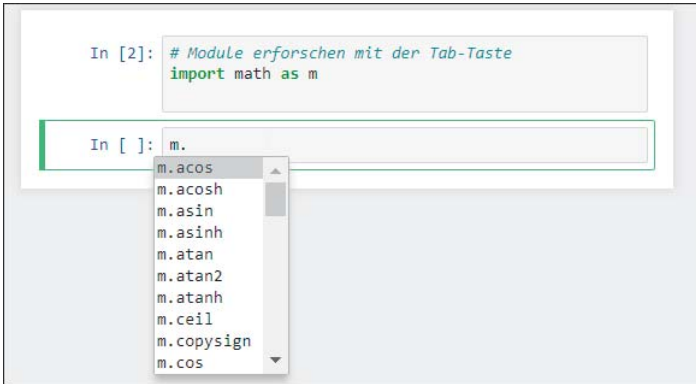 In [2]: # Module erforschen mit der Tab-Taste
import math as m
In [ ]: m.
m.acos
m.acosh
m.asin
m.asinh
m.atan
m.atan2
m.atanh
m.ceil
m.copysign
m.cos